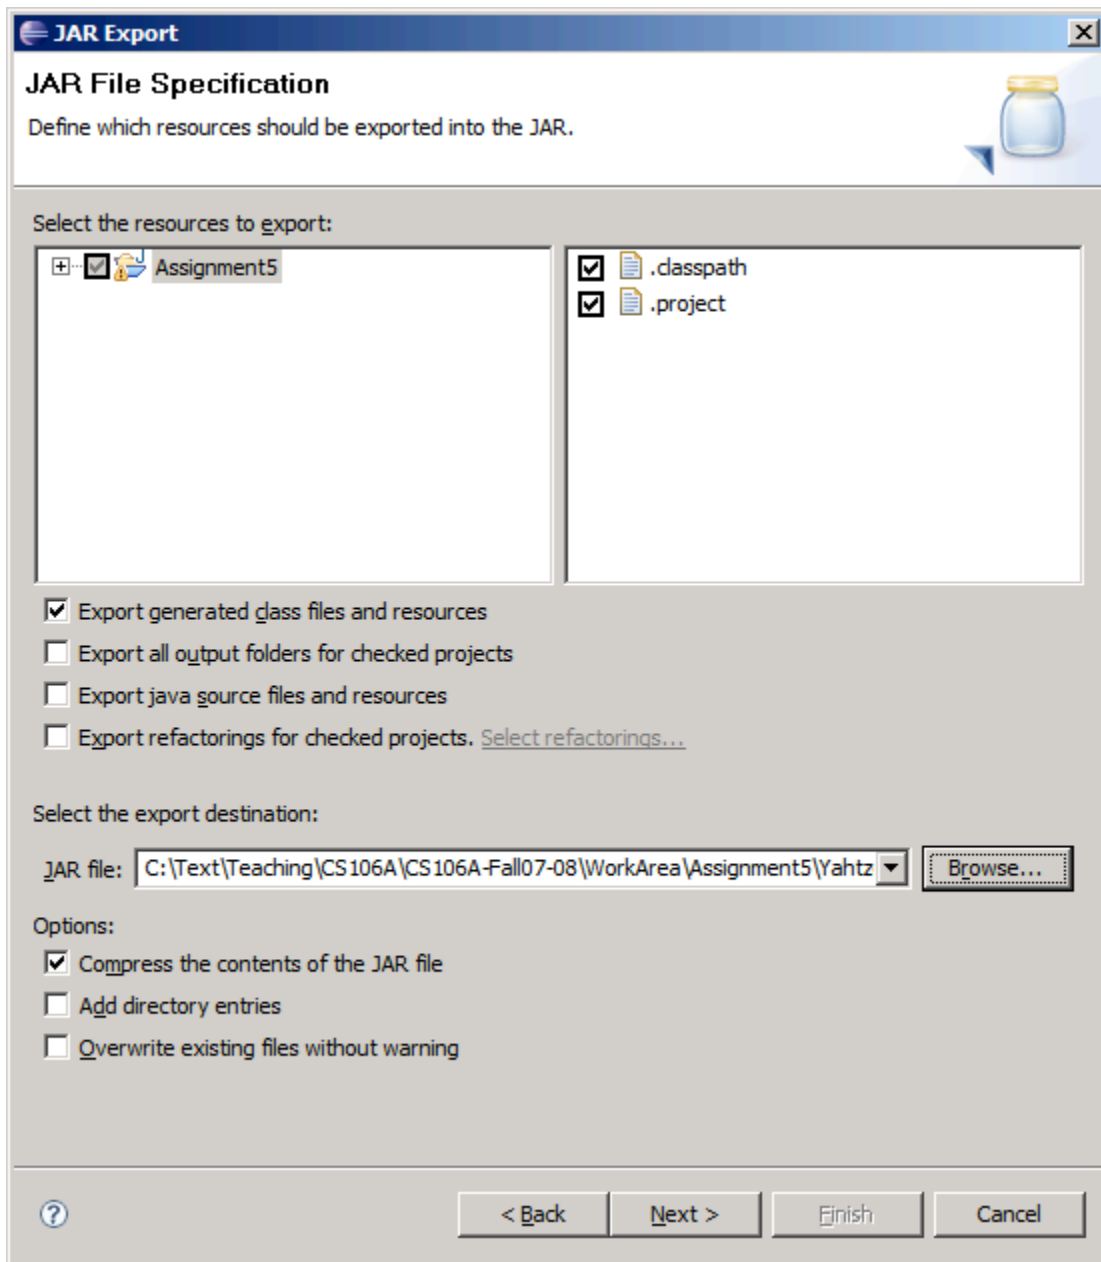 JAR Export
JAR File Specification
Define which resources should be exported into the JAR.
Select the resources to export:
Assignment5
.classpath
.project
Export generated class files and resources
Export all output folders for checked projects
Export java source files and resources
Export refactorings for checked projects. Select refactorings...
Select the export destination:
JAR file: C:\Text\Teaching\CS106A\CS106A-Fall07-08\WorkArea\Assignment5\Yahtz Browse...
Options:
Compress the contents of the JAR file
Add directory entries
Overwrite existing files without warning
? < Back Next > Finish Cancel